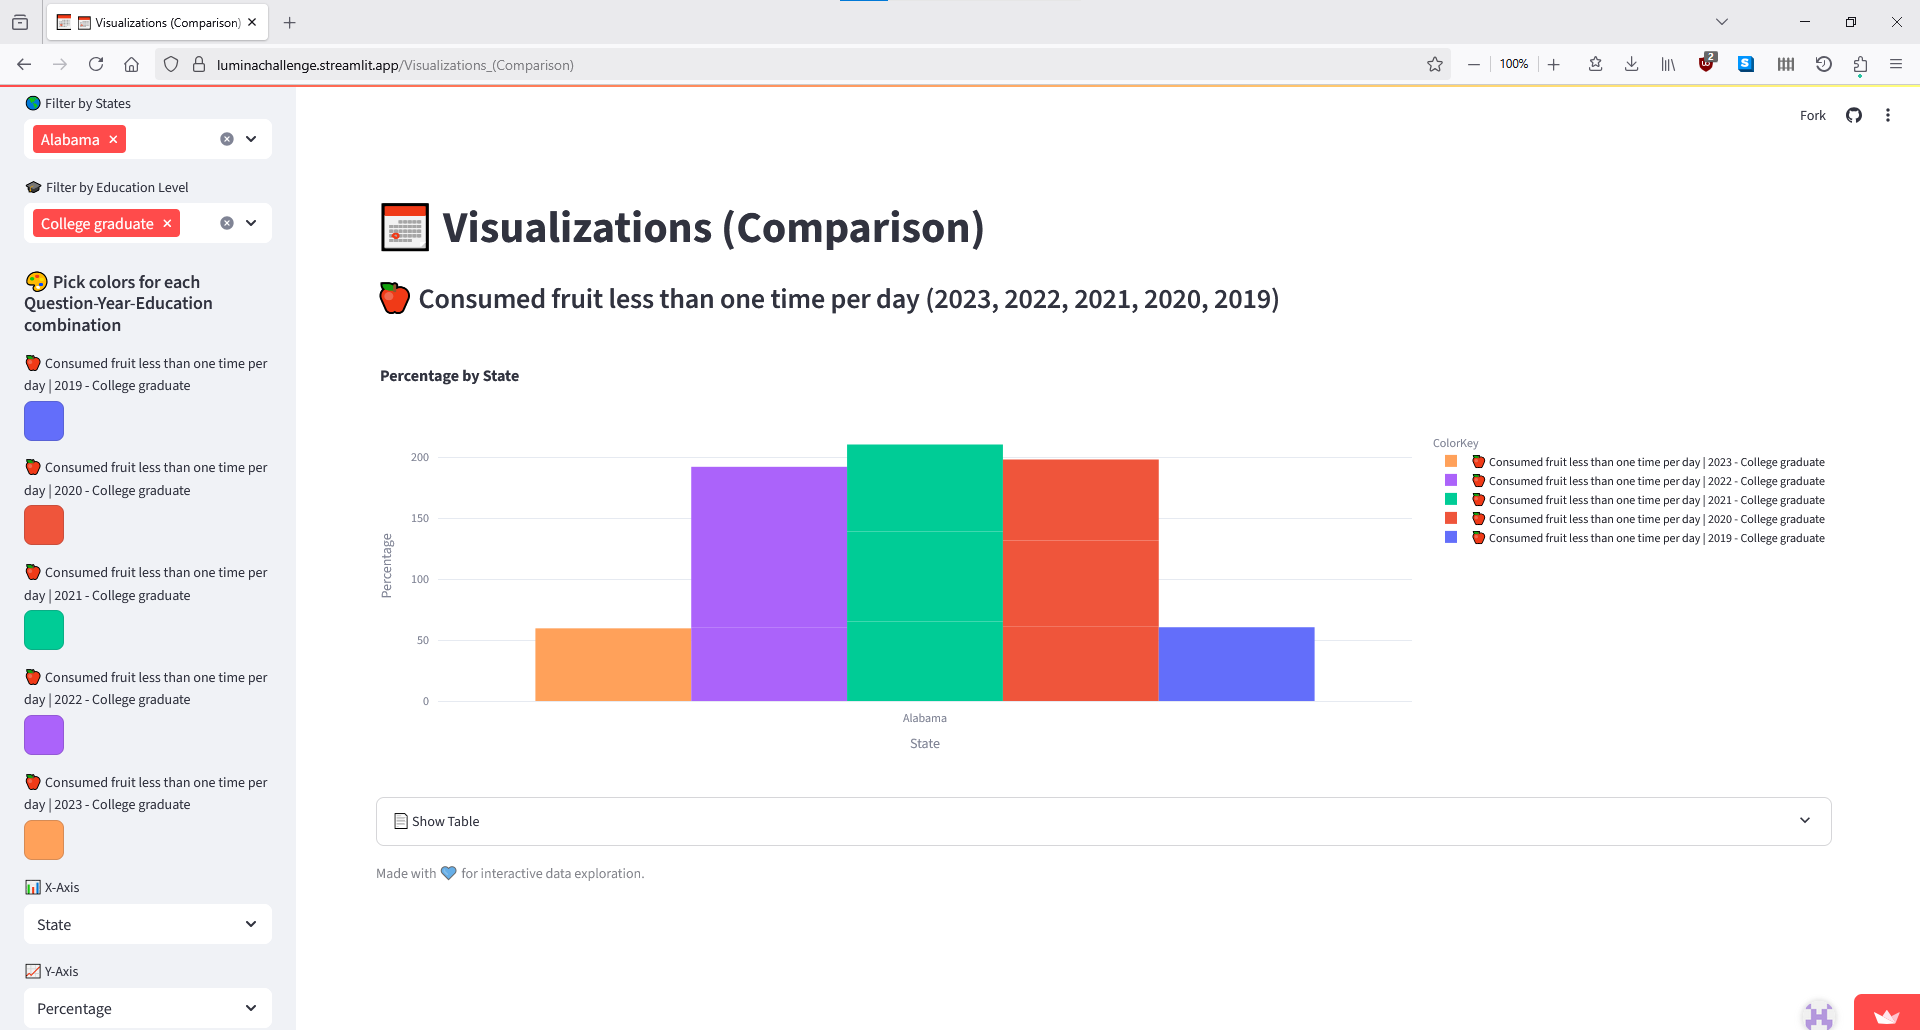 Visualizations (Comparison)
luminachallenge.streamlit.app/Visualizations_(Comparison)
100%
2
S
Filter by States
Alabama
Filter by Education Level
College graduate
Pick colors for each
Question-Year-Education
combination
Consumed fruit less than one time per
day | 2019 - College graduate
Consumed fruit less than one time per
day | 2020 - College graduate
Consumed fruit less than one time per
day | 2021 - College graduate
Consumed fruit less than one time per
day | 2022 - College graduate
Consumed fruit less than one time per
day | 2023 - College graduate
X-Axis
State
Y-Axis
Percentage
Fork
Visualizations (Comparison)
Consumed fruit less than one time per day (2023, 2022, 2021, 2020, 2019)
Percentage by State
Percentage
200
150
100
50
0
Alabama
State
ColorKey
Consumed fruit less than one time per day | 2023 - College graduate
Consumed fruit less than one time per day | 2022 - College graduate
Consumed fruit less than one time per day | 2021 - College graduate
Consumed fruit less than one time per day | 2020 - College graduate
Consumed fruit less than one time per day | 2019 - College graduate
Show Table
Made with 💙 for interactive data exploration.